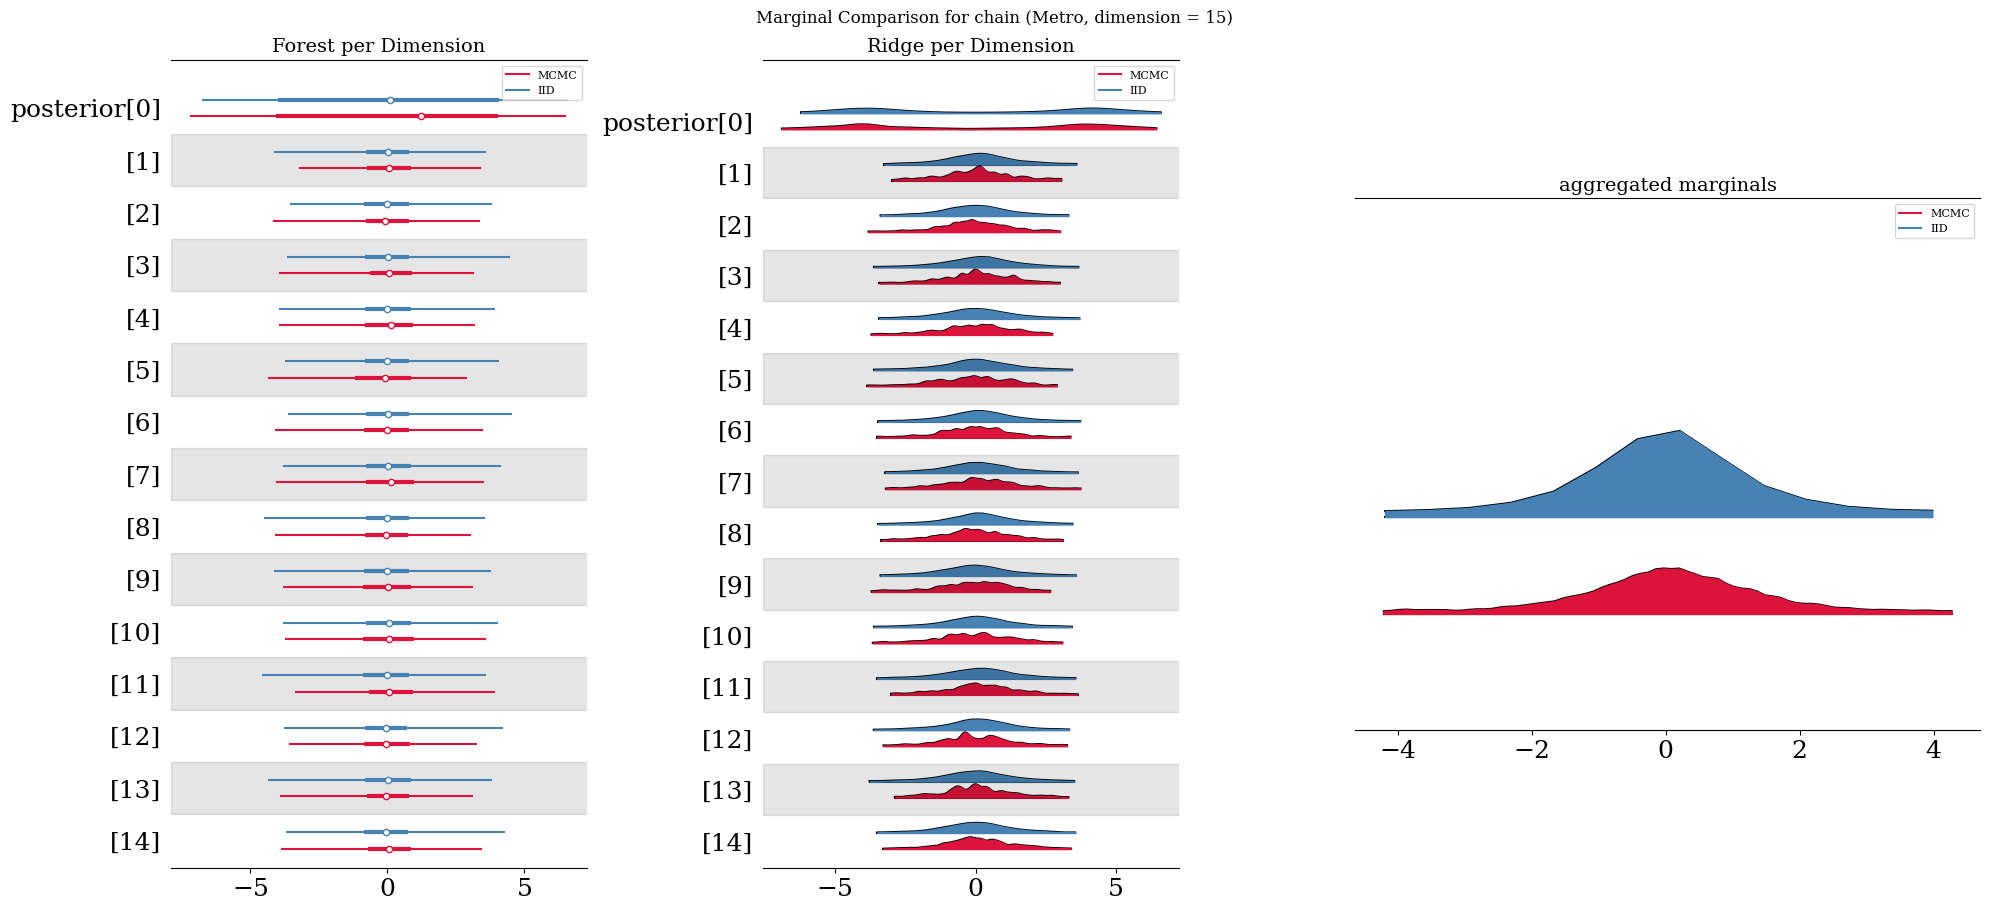 Marginal Comparison for chain (Metro, dimension = 15)
Forest per Dimension
MCMC
IID
posterior[0]
[1]
[2]
[3]
[4]
[5]
[6]
[7]
[8]
[9]
[10]
[11]
[12]
[13]
[14]
−5 0 5
Ridge per Dimension
MCMC
IID
posterior[0]
[1]
[2]
[3]
[4]
[5]
[6]
[7]
[8]
[9]
[10]
[11]
[12]
[13]
[14]
−5 0 5
aggregated marginals
MCMC
IID
−4 −2 0 2 4